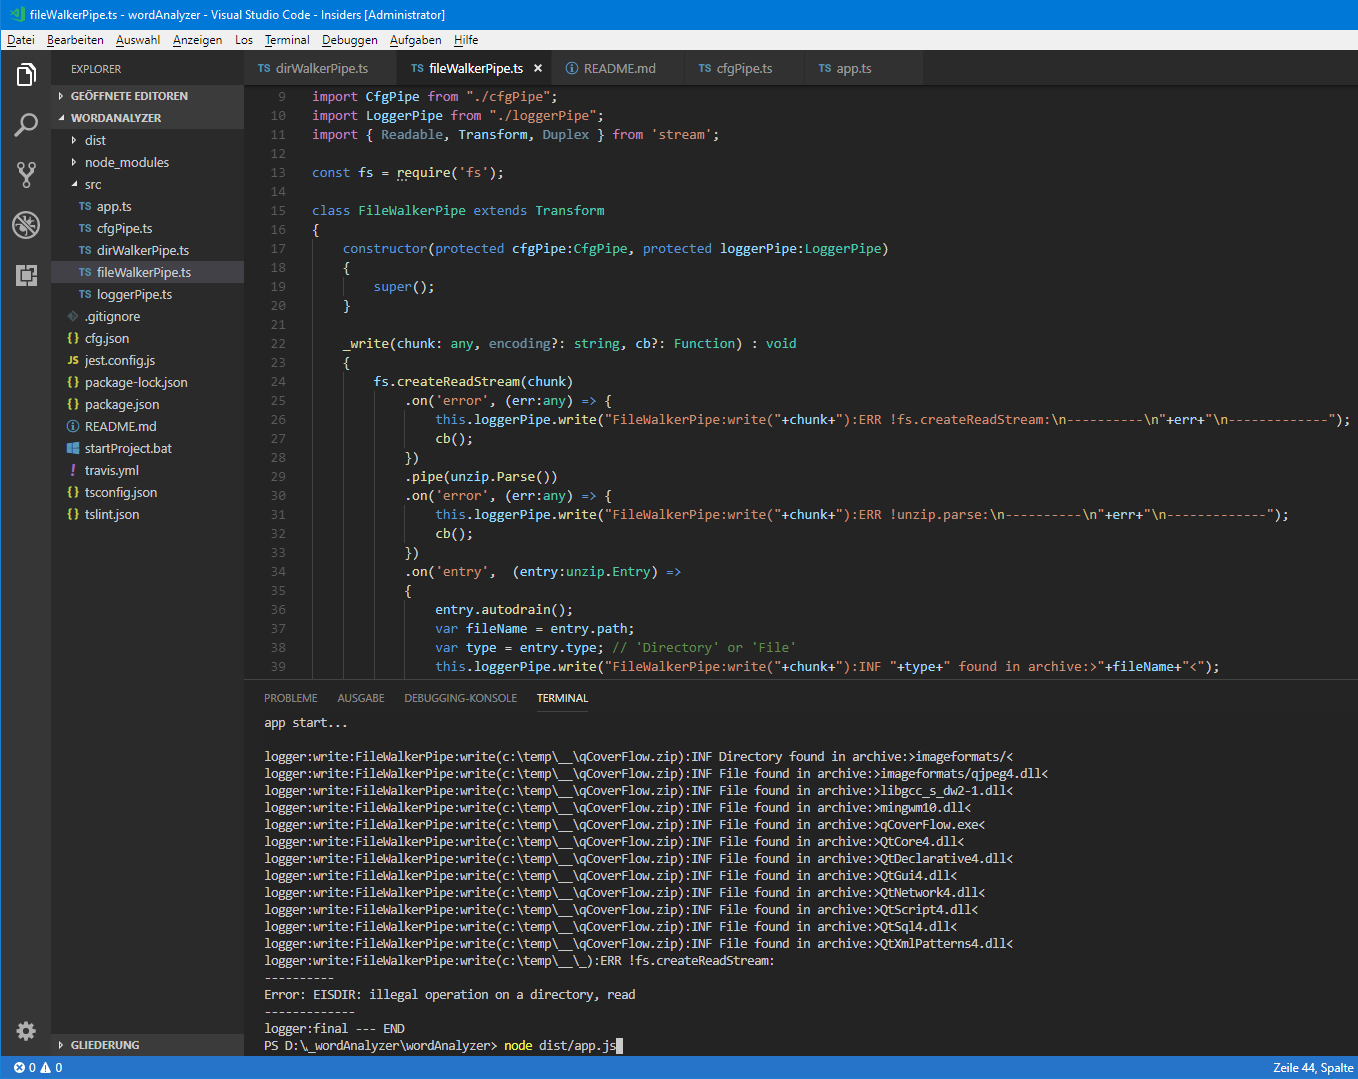 fileWalkerPipe.ts - wordAnalyzer - Visual Studio Code - Insiders [Administrator]
Datei Bearbeiten Auswahl Anzeigen Los Terminal Debuggen Aufgaben Hilfe
EXPLORER
GEÖFFNETE EDITOREN
WORDANALYZER
dist
node_modules
src
TS app.ts
TS cfgPipe.ts
TS dirWalkerPipe.ts
TS fileWalkerPipe.ts
TS loggerPipe.ts
.gitignore
{} cfg.json
JS jest.config.js
{} package-lock.json
{} package.json
README.md
startProject.bat
! travis.yml
{} tsconfig.json
{} tslint.json
GLIEDERUNG
TS dirWalkerPipe.ts TS fileWalkerPipe.ts × README.md TS cfgPipe.ts TS app.ts
9 import CfgPipe from "./cfgPipe";
10 import LoggerPipe from "./loggerPipe";
11 import { Readable, Transform, Duplex } from 'stream';
12
13 const fs = require('fs');
14
15 class FileWalkerPipe extends Transform
16 {
17 constructor(protected cfgPipe:CfgPipe, protected loggerPipe:LoggerPipe)
18 {
19 super();
20 }
21
22 _write(chunk: any, encoding?: string, cb?: Function) : void
23 {
24 fs.createReadStream(chunk)
25 .on('error', (err:any) => {
26 this.loggerPipe.write("FileWalkerPipe:write("+chunk+"):ERR !fs.createReadStream:\n----------\n"+err+"\n-------------");
27 cb();
28 })
29 .pipe(unzip.Parse())
30 .on('error', (err:any) => {
31 this.loggerPipe.write("FileWalkerPipe:write("+chunk+"):ERR !unzip.parse:\n----------\n"+err+"\n-------------");
32 cb();
33 })
34 .on('entry', (entry:unzip.Entry) =>
35 {
36 entry.autodrain();
37 var fileName = entry.path;
38 var type = entry.type; // 'Directory' or 'File'
39 this.loggerPipe.write("FileWalkerPipe:write("+chunk+"):INF "+type+" found in archive:>"+fileName+"<");
PROBLEME AUSGABE DEBUGGING-KONSOLE TERMINAL
app start...
logger:write:FileWalkerPipe:write(c:\temp\__\qCoverFlow.zip):INF Directory found in archive:>imageformats/<
logger:write:FileWalkerPipe:write(c:\temp\__\qCoverFlow.zip):INF File found in archive:>imageformats/qjpeg4.dll<
logger:write:FileWalkerPipe:write(c:\temp\__\qCoverFlow.zip):INF File found in archive:>libgcc_s_dw2-1.dll<
logger:write:FileWalkerPipe:write(c:\temp\__\qCoverFlow.zip):INF File found in archive:>mingwm10.dll<
logger:write:FileWalkerPipe:write(c:\temp\__\qCoverFlow.zip):INF File found in archive:>qCoverFlow.exe<
logger:write:FileWalkerPipe:write(c:\temp\__\qCoverFlow.zip):INF File found in archive:>QtCore4.dll<
logger:write:FileWalkerPipe:write(c:\temp\__\qCoverFlow.zip):INF File found in archive:>QtDeclarative4.dll<
logger:write:FileWalkerPipe:write(c:\temp\__\qCoverFlow.zip):INF File found in archive:>QtGui4.dll<
logger:write:FileWalkerPipe:write(c:\temp\__\qCoverFlow.zip):INF File found in archive:>QtNetwork4.dll<
logger:write:FileWalkerPipe:write(c:\temp\__\qCoverFlow.zip):INF File found in archive:>QtScript4.dll<
logger:write:FileWalkerPipe:write(c:\temp\__\qCoverFlow.zip):INF File found in archive:>QtSql4.dll<
logger:write:FileWalkerPipe:write(c:\temp\__\qCoverFlow.zip):INF File found in archive:>QtXmlPatterns4.dll<
logger:write:FileWalkerPipe:write(c:\temp\__\_):ERR !fs.createReadStream:
----------
Error: EISDIR: illegal operation on a directory, read
-------------
logger:final --- END
PS D:\_wordAnalyzer\wordAnalyzer> node dist/app.js
0 0 Zeile 44, Spalte